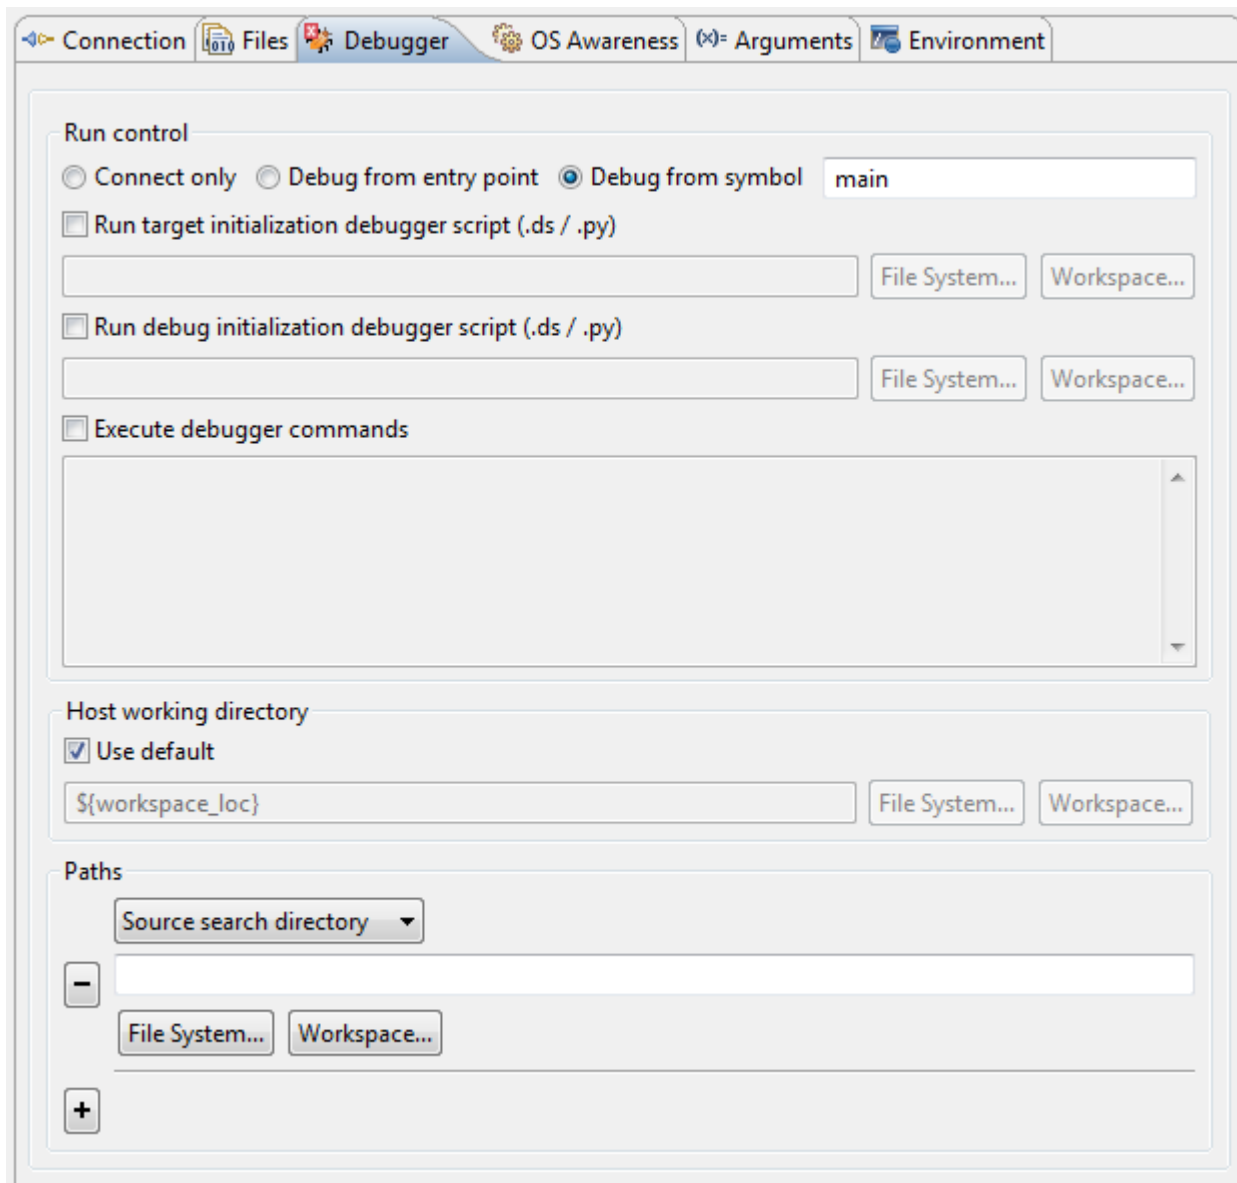 Connection Files Debugger OS Awareness (x)= Arguments Environment
Run control
Connect only Debug from entry point Debug from symbol main
Run target initialization debugger script (.ds / .py)
File System... Workspace...
Run debug initialization debugger script (.ds / .py)
File System... Workspace...
Execute debugger commands
Host working directory
Use default
${workspace_loc} File System... Workspace...
Paths
Source search directory
−
File System... Workspace...
+